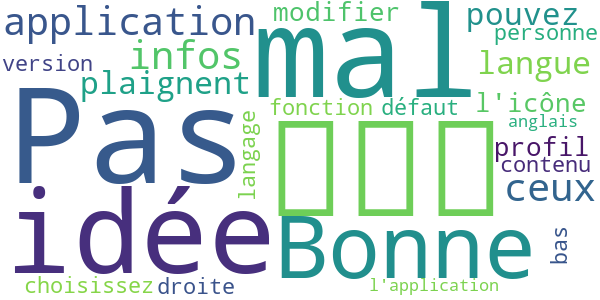 application
modifier
mal
pouvez
personne
version
infos
plaignent
langue
Pas
fonction
défaut
l'icône
anglais
langage
profil
contenu
idée
Bonne
ceux
bas
choisissez
droite
l'application